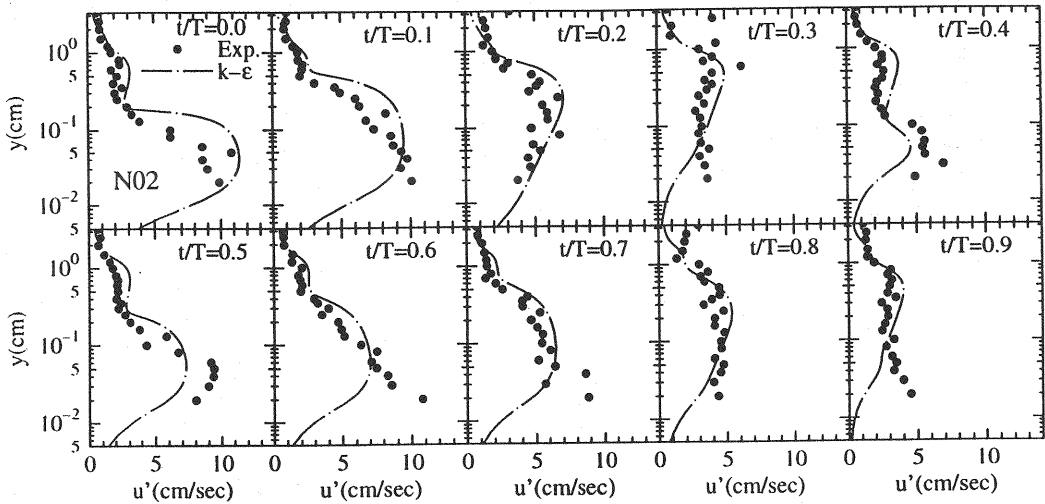 t/T=0.0 t/T=0.1 t/T=0.2 t/T=0.3 t/T=0.4
10⁰ Exp.
k-ε
y(cm) 5
10⁻¹
5
N02
10⁻²
5 t/T=0.5 t/T=0.6 t/T=0.7 t/T=0.8 t/T=0.9
10⁰
5
y(cm)
10⁻¹
5
10⁻²
5
0 5 10 0 5 10 0 5 10 0 5 10 0 5 10
u'(cm/sec) u'(cm/sec) u'(cm/sec) u'(cm/sec) u'(cm/sec)